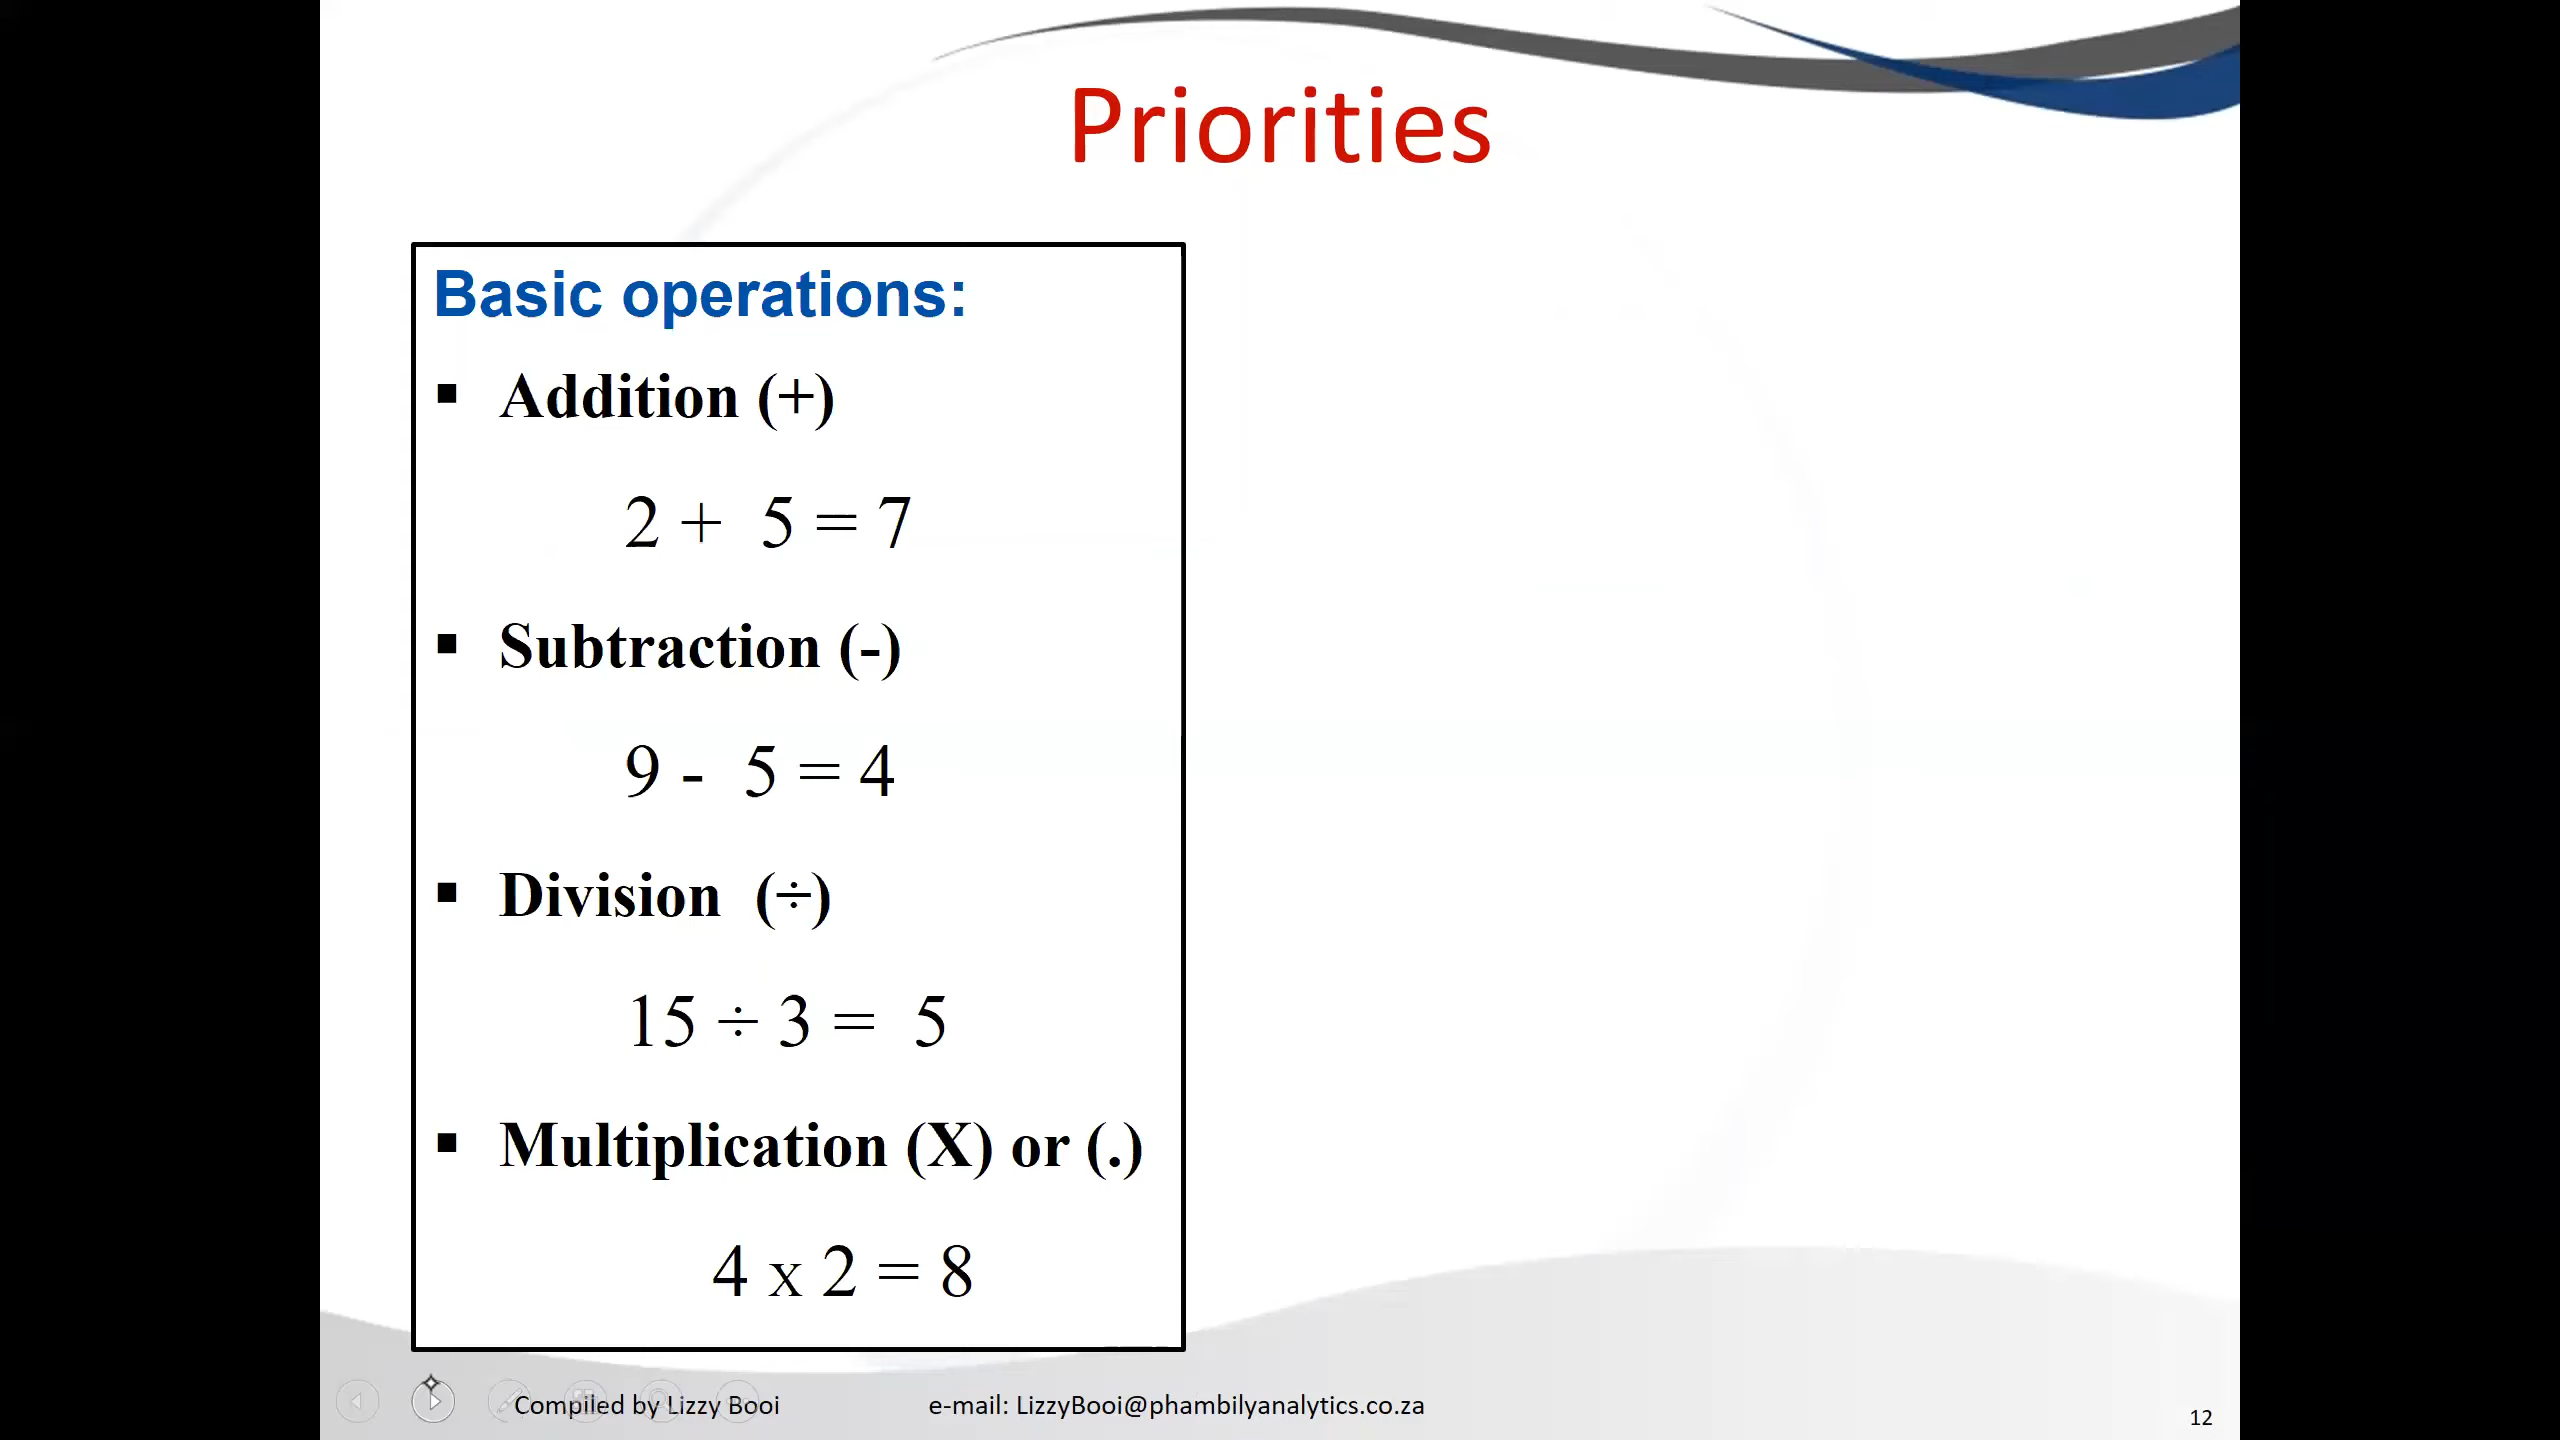 Priorities
Basic operations:
▪ Addition (+)
2 + 5 = 7
▪ Subtraction (-)
9 - 5 = 4
▪ Division (÷)
15 ÷ 3 = 5
▪ Multiplication (X) or (.)
4 x 2 = 8
Compiled by Lizzy Booi e-mail: LizzyBooi@phambilyanalytics.co.za
12